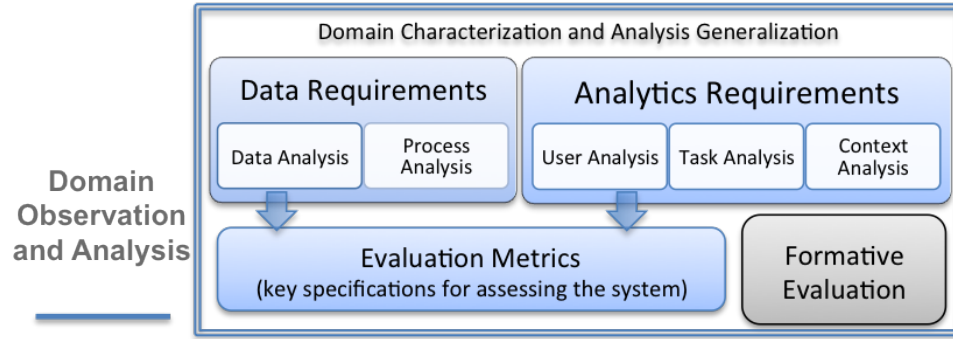 Domain Characterization and Analysis Generalization
Data Requirements
Analytics Requirements
Data Analysis
Process
Analysis
User Analysis
Task Analysis
Context
Analysis
Domain
Observation
and Analysis
Evaluation Metrics
(key specifications for assessing the system)
Formative
Evaluation